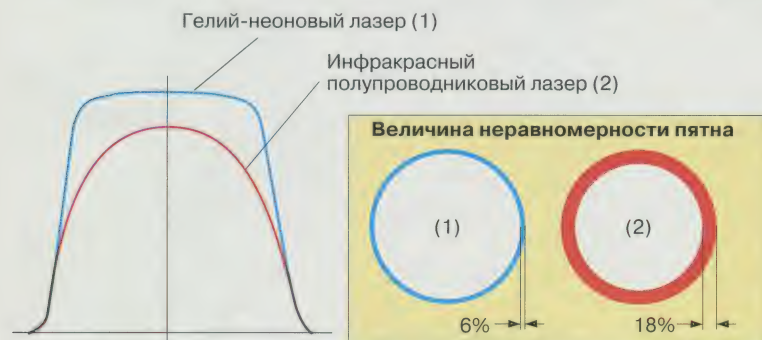 Гелий-неоновый лазер (1)
Инфракрасный
полупроводниковый лазер (2)
Величина неравномерности пятна
(1)
(2)
6%
18%